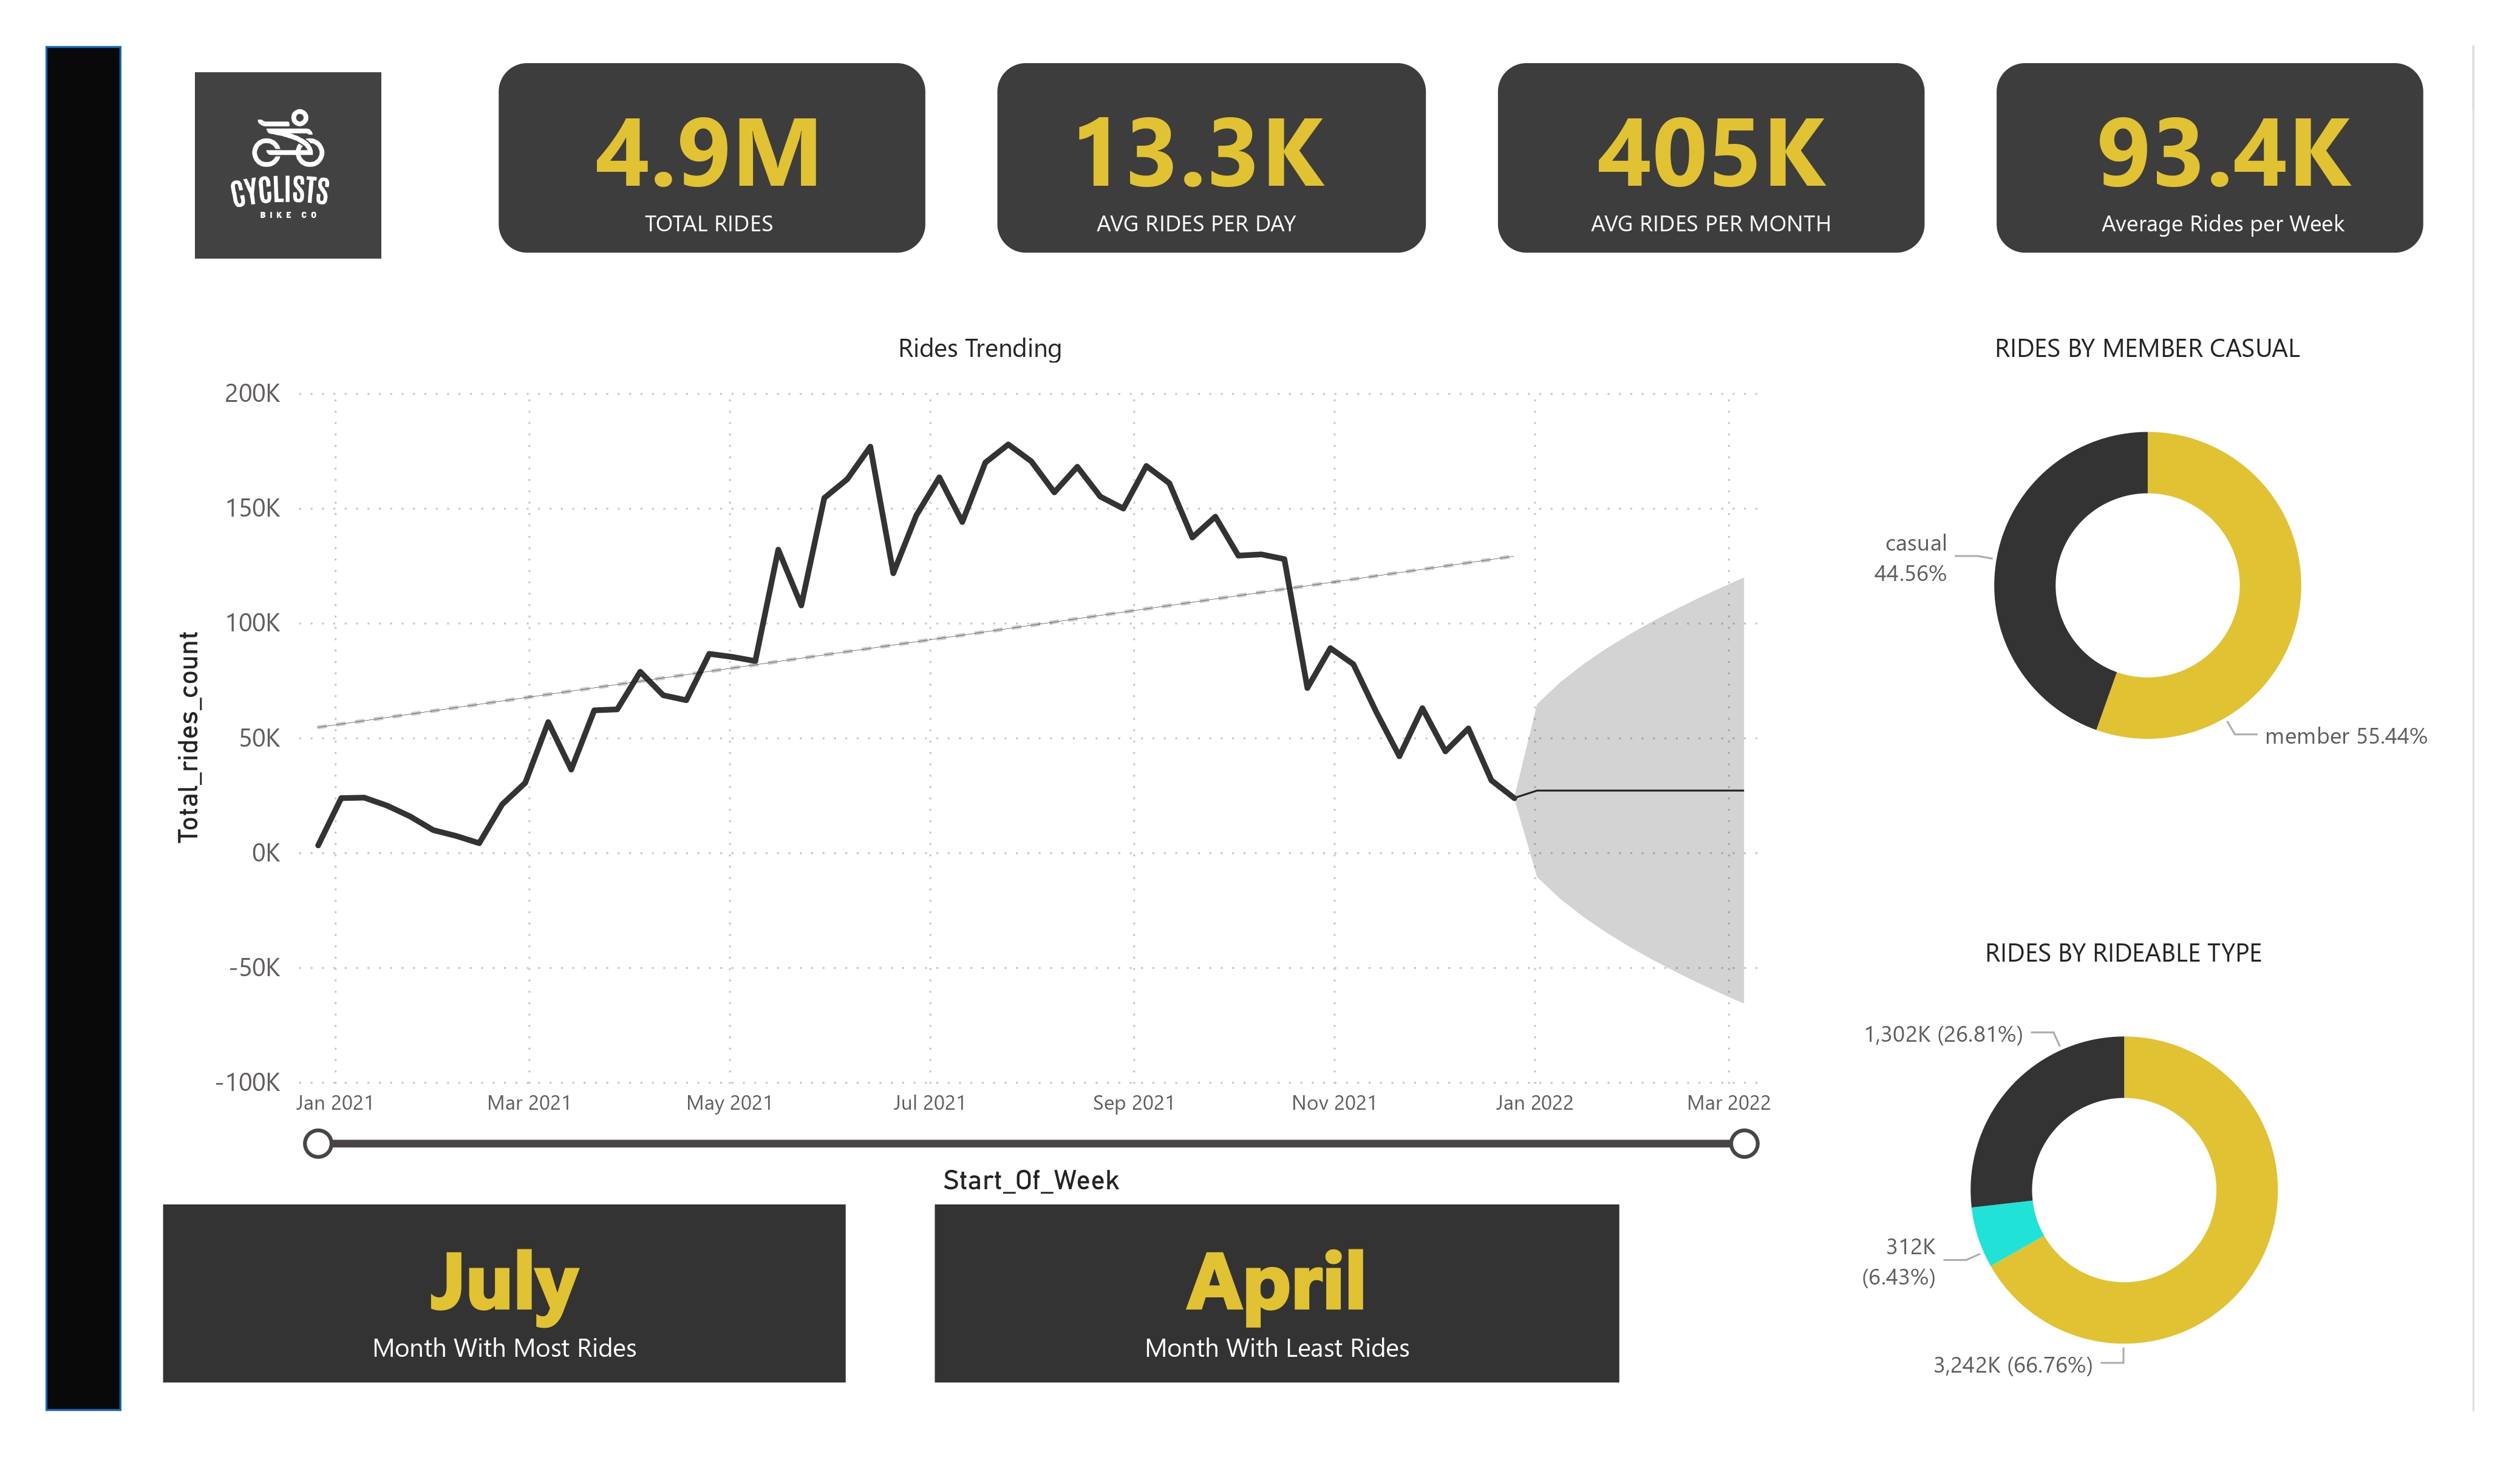 CYCLISTS
BIKE CO
4.9M
TOTAL RIDES
13.3K
AVG RIDES PER DAY
405K
AVG RIDES PER MONTH
93.4K
Average Rides per Week
Rides Trending
Total_rides_count
200K
150K
100K
50K
0K
-50K
-100K
Jan 2021 Mar 2021 May 2021 Jul 2021 Sep 2021 Nov 2021 Jan 2022 Mar 2022
Start_Of_Week
RIDES BY MEMBER CASUAL
casual
44.56%
member 55.44%
RIDES BY RIDEABLE TYPE
1,302K (26.81%)
312K
(6.43%)
3,242K (66.76%)
July
Month With Most Rides
April
Month With Least Rides